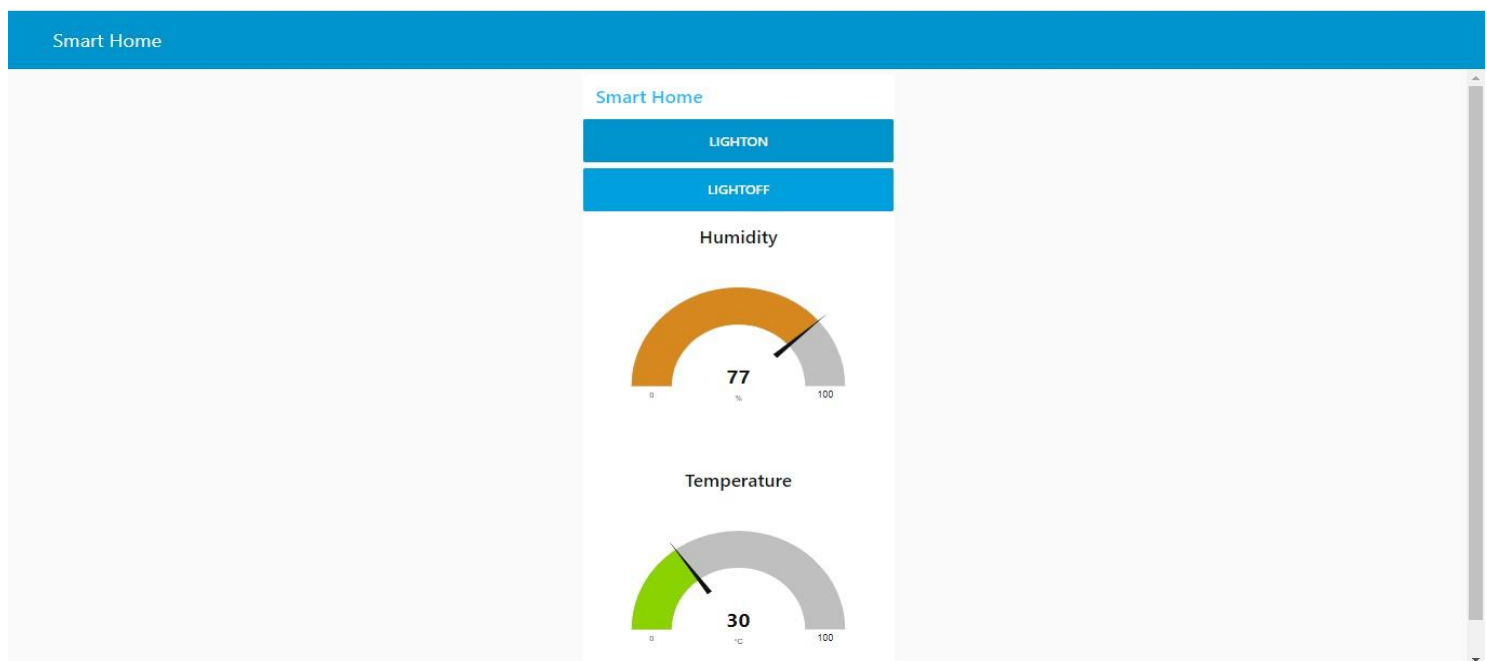 Smart Home
Smart Home
LIGHTON
LIGHTOFF
Humidity
77
%
0
100
Temperature
30
°C
0
100